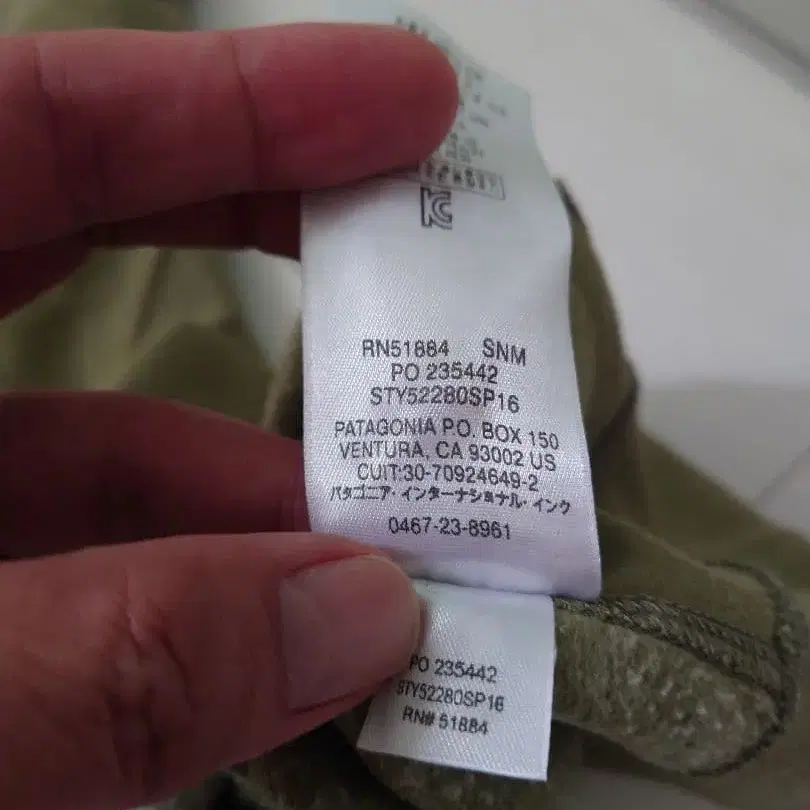 RN51884 SNM
PO 235442
STY52280SP16
PATAGONIA P.O. BOX 150
VENTURA, CA 93002 US
CUIT:30-70924649-2
パタゴニア・インターナショナル・インク
0467-23-8961
PO 235442
STY52280SP16
RN# 51884